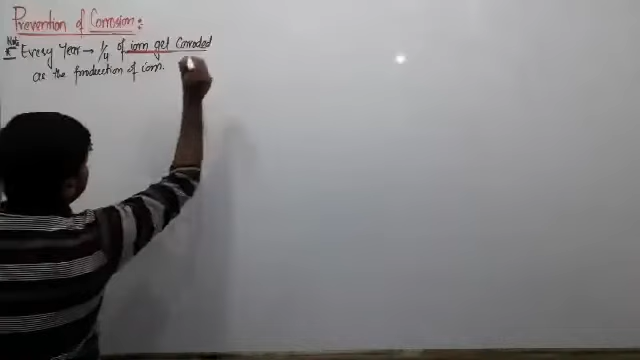 Prevention of Corrosion:
Note
* Every Year → 1/4 of iron get Corroded
as the production of iron.